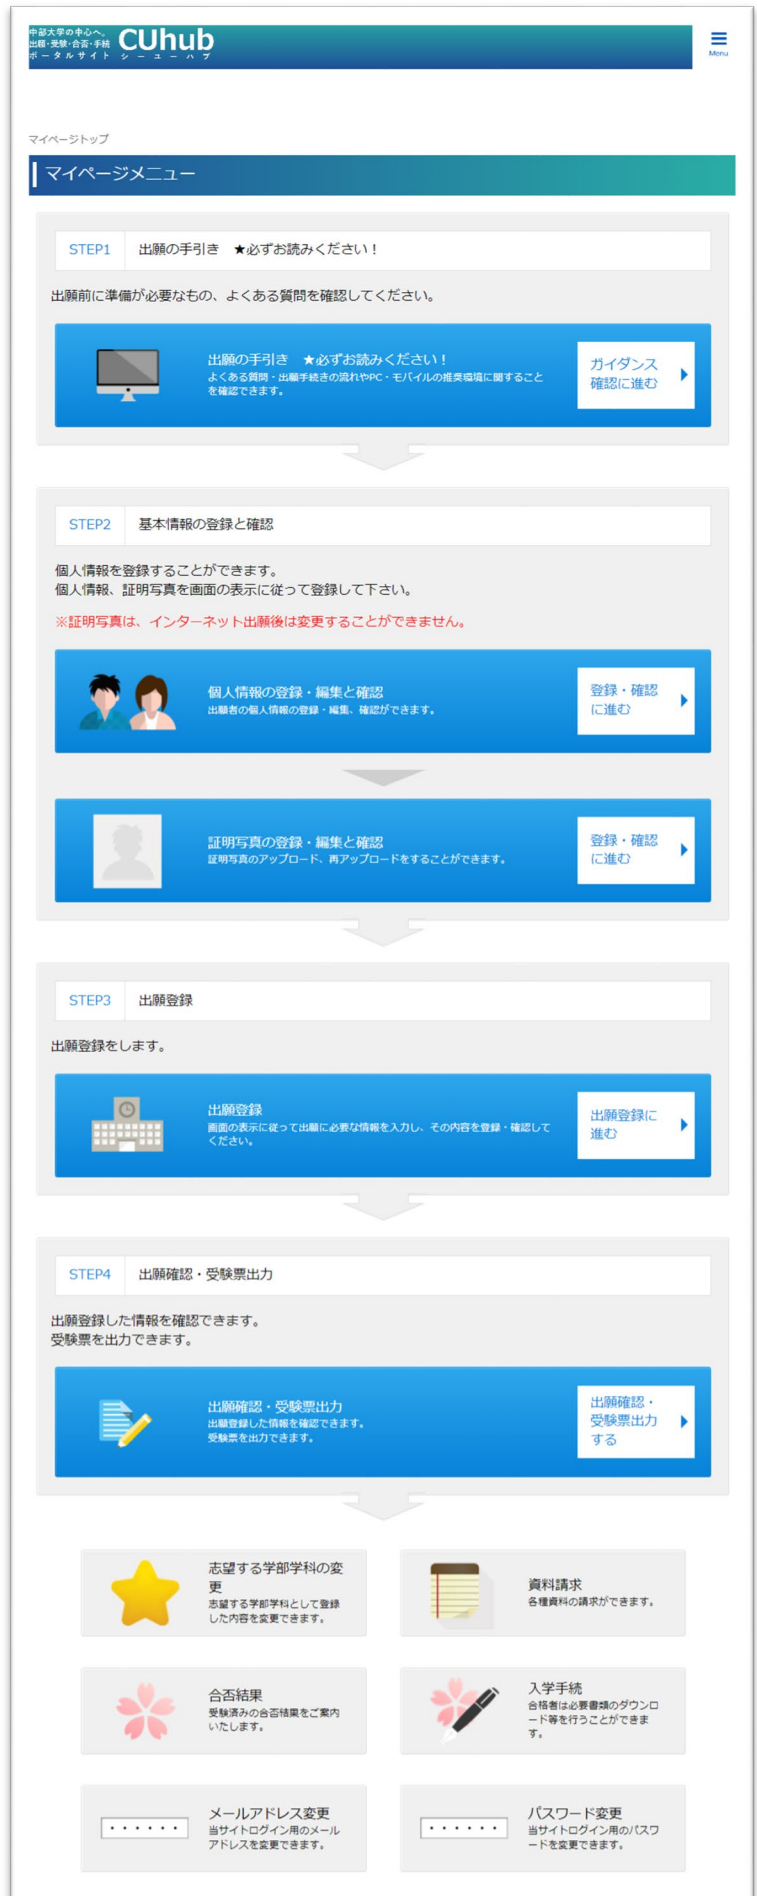 中部大学の中心へ。
出願・受験・合否・手続 CUhub
ポータルサイト シーユーハブ
Menu
マイページトップ
マイページメニュー
STEP1 出願の手引き ★必ずお読みください！
出願前に準備が必要なもの、よくある質問を確認してください。
出願の手引き ★必ずお読みください！
よくある質問・出願手続きの流れやPC・モバイルの推奨環境に関すること
を確認できます。
ガイダンス
確認に進む
STEP2 基本情報の登録と確認
個人情報を登録することができます。
個人情報、証明写真を画面の表示に従って登録して下さい。
※証明写真は、インターネット出願後は変更することができません。
個人情報の登録・編集と確認
出願者の個人情報の登録・編集、確認ができます。
登録・確認
に進む
証明写真の登録・編集と確認
証明写真のアップロード、再アップロードをすることができます。
登録・確認
に進む
STEP3 出願登録
出願登録をします。
出願登録
画面の表示に従って出願に必要な情報を入力し、その内容を登録・確認して
ください。
出願登録に
進む
STEP4 出願確認・受験票出力
出願登録した情報を確認できます。
受験票を出力できます。
出願確認・受験票出力
出願登録した情報を確認できます。
受験票を出力できます。
出願確認・
受験票出力
する
志望する学部学科の変
更
志望する学部学科として登録
した内容を変更できます。
資料請求
各種資料の請求ができます。
合否結果
受験済みの合否結果をご案内
いたします。
入学手続
合格者は必要書類のダウンロ
ード等を行うことができま
す。
メールアドレス変更
当サイトログイン用のメール
アドレスを変更できます。
パスワード変更
当サイトログイン用のパスワ
ードを変更できます。